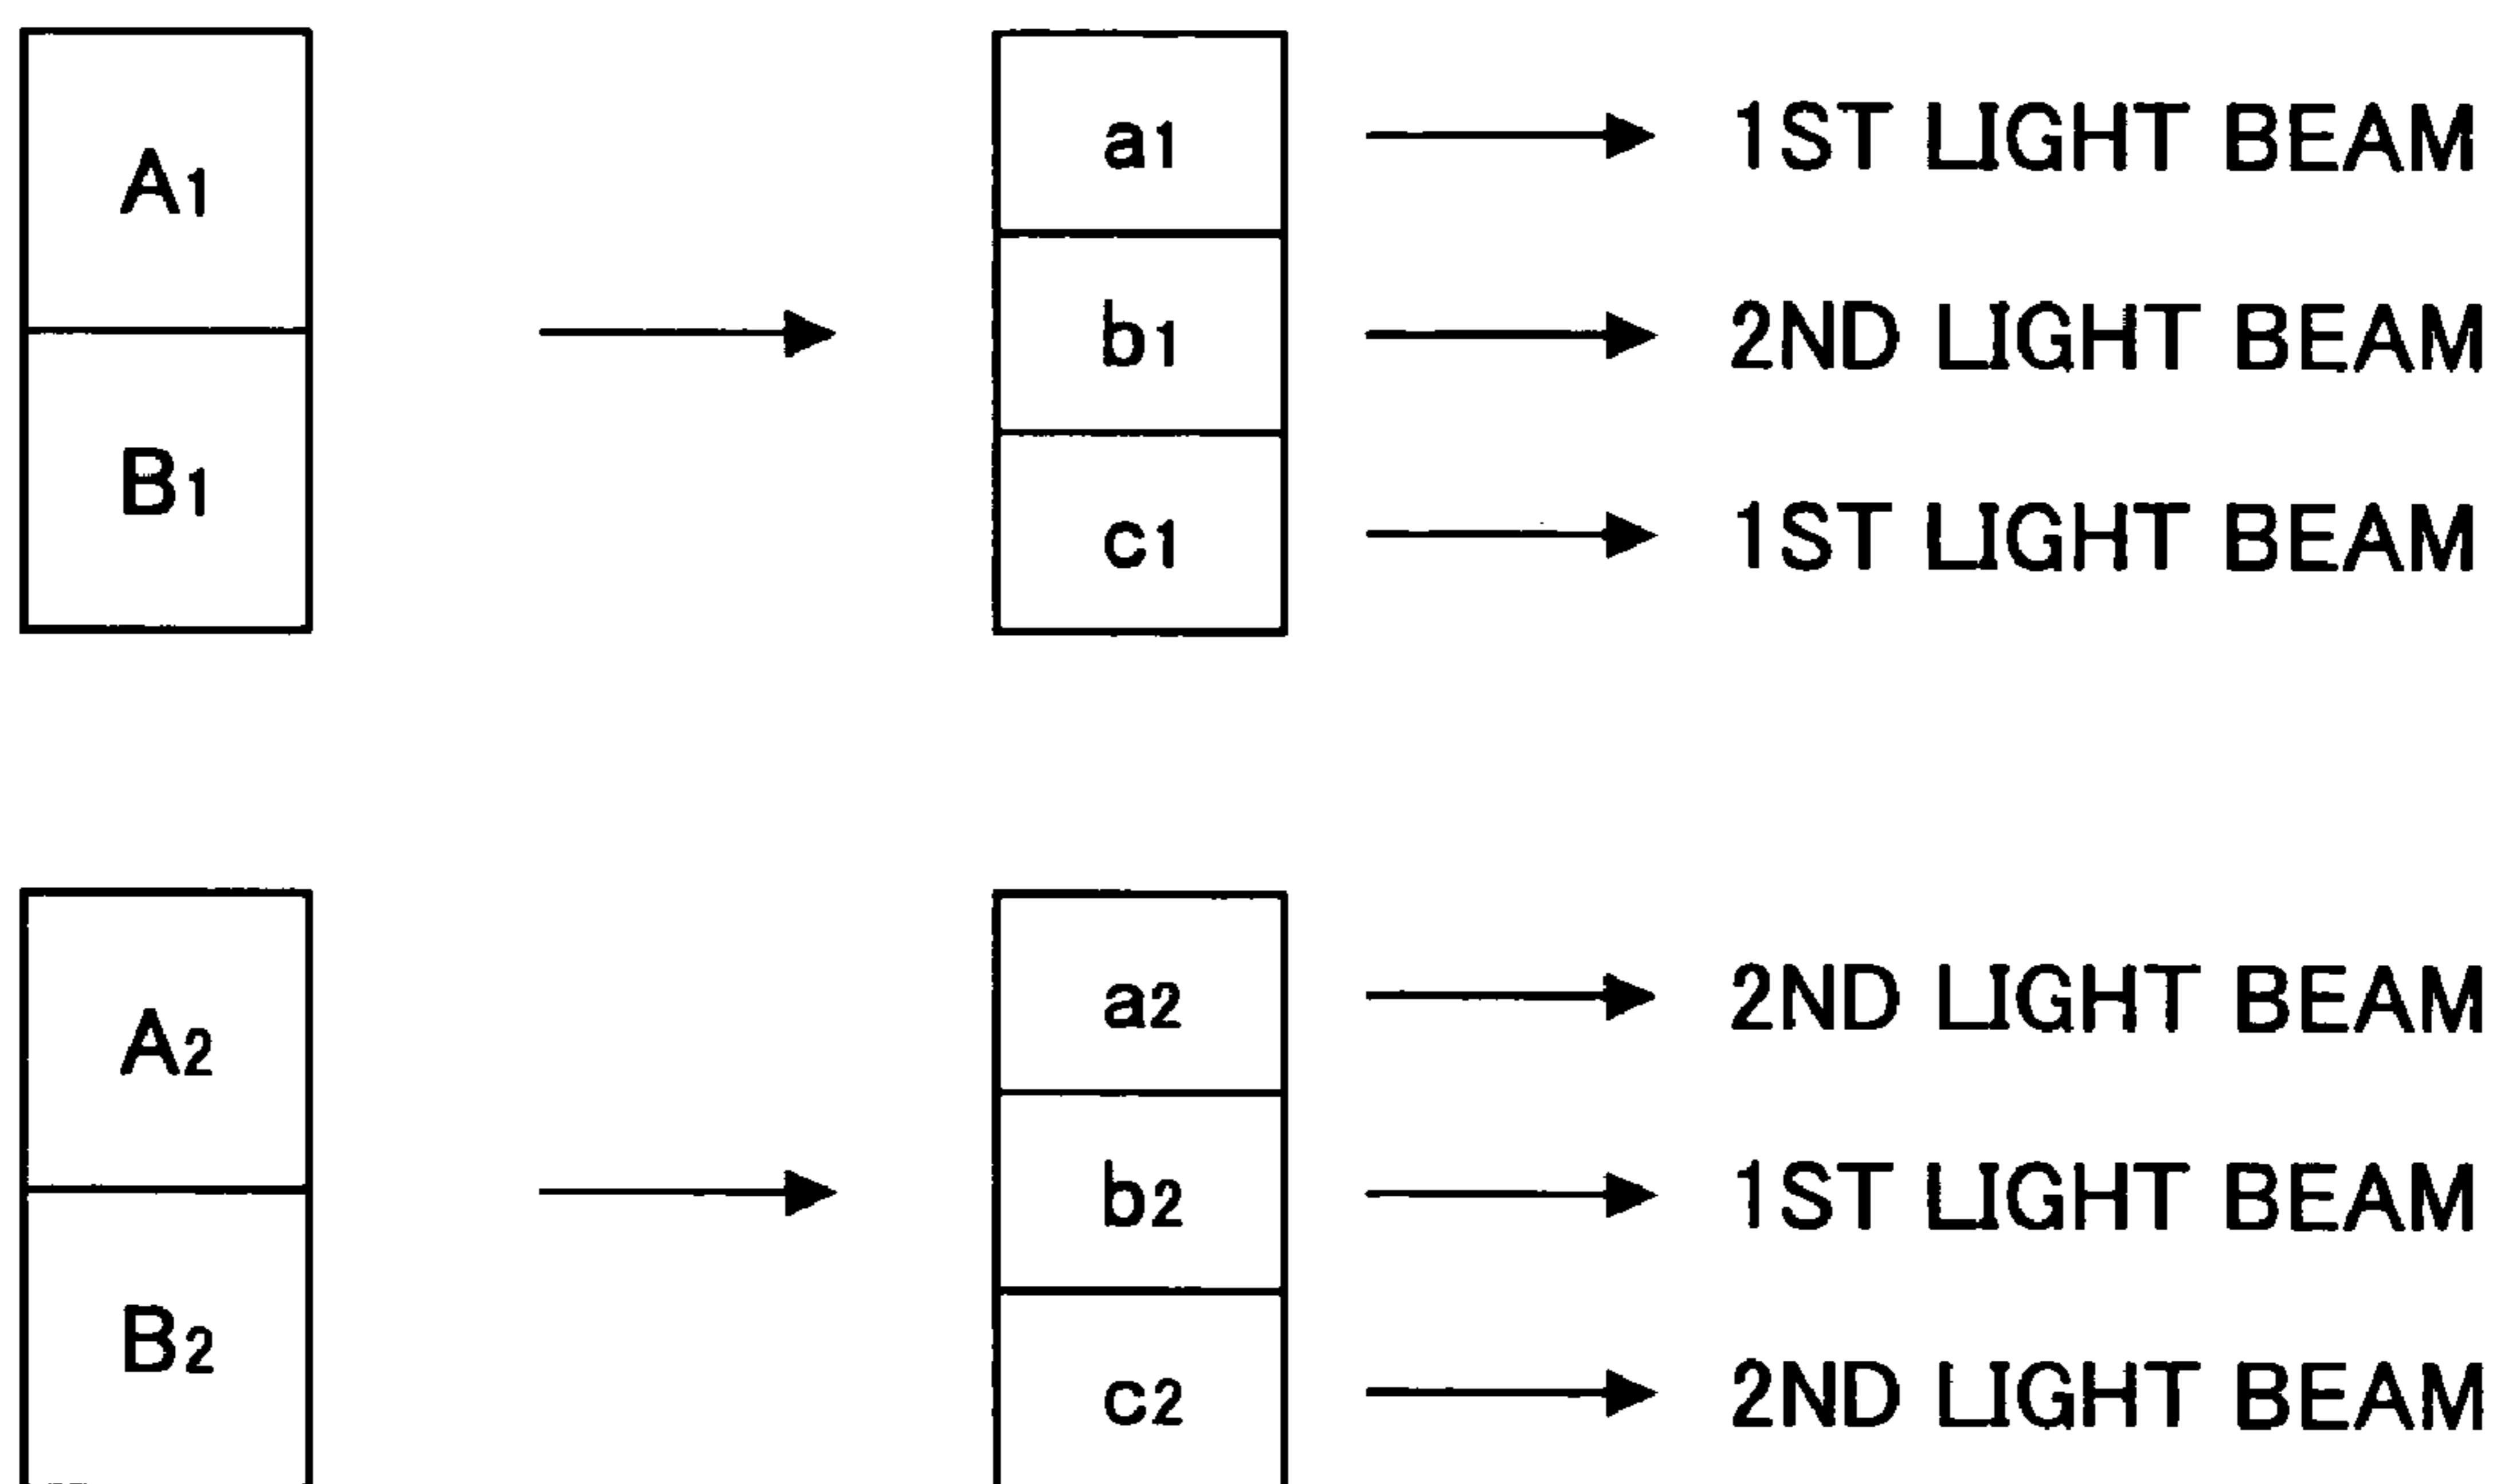 a1 1ST LIGHT BEAM
A1
b1 2ND LIGHT BEAM
B1
c1 1ST LIGHT BEAM
a2 2ND LIGHT BEAM
A2
b2 1ST LIGHT BEAM
B2
c2 2ND LIGHT BEAM